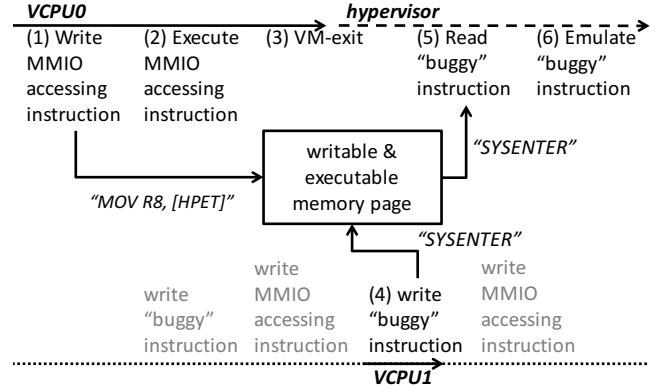 VCPU0
hypervisor
(1) Write
MMIO
accessing
instruction
(2) Execute
MMIO
accessing
instruction
(3) VM-exit
(5) Read
“buggy”
instruction
(6) Emulate
“buggy”
instruction
writable &
executable
memory page
“SYSENTER”
“MOV R8, [HPET]”
“SYSENTER”
write
“buggy”
instruction
write
MMIO
accessing
instruction
(4) write
“buggy”
instruction
write
MMIO
accessing
instruction
VCPU1